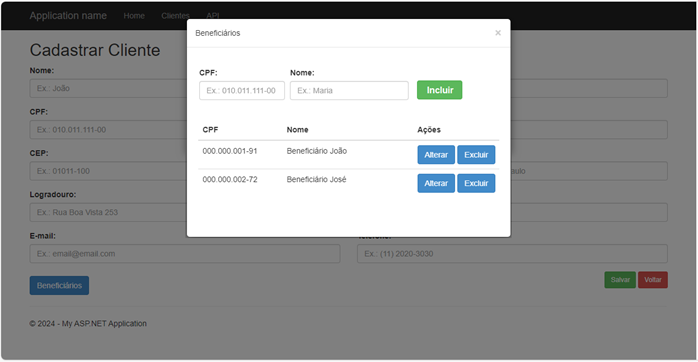 Application name Home Clientes API
Beneficiários ×
Cadastrar Cliente
Nome:
Ex.: João
CPF: Nome:
Ex.: 010.011.111-00 Ex.: Maria Incluir
CPF:
Ex.: 010.011.111-00
CPF Nome Ações
CEP:
000.000.001-91 Beneficiário João Alterar Excluir
Ex.: 01011-100
000.000.002-72 Beneficiário José Alterar Excluir
Logradouro:
Ex.: Rua Boa Vista 253
E-mail:
Ex.: email@email.com Ex.: (11) 2020-3030
Beneficiários Salvar Voltar
© 2024 - My ASP.NET Application